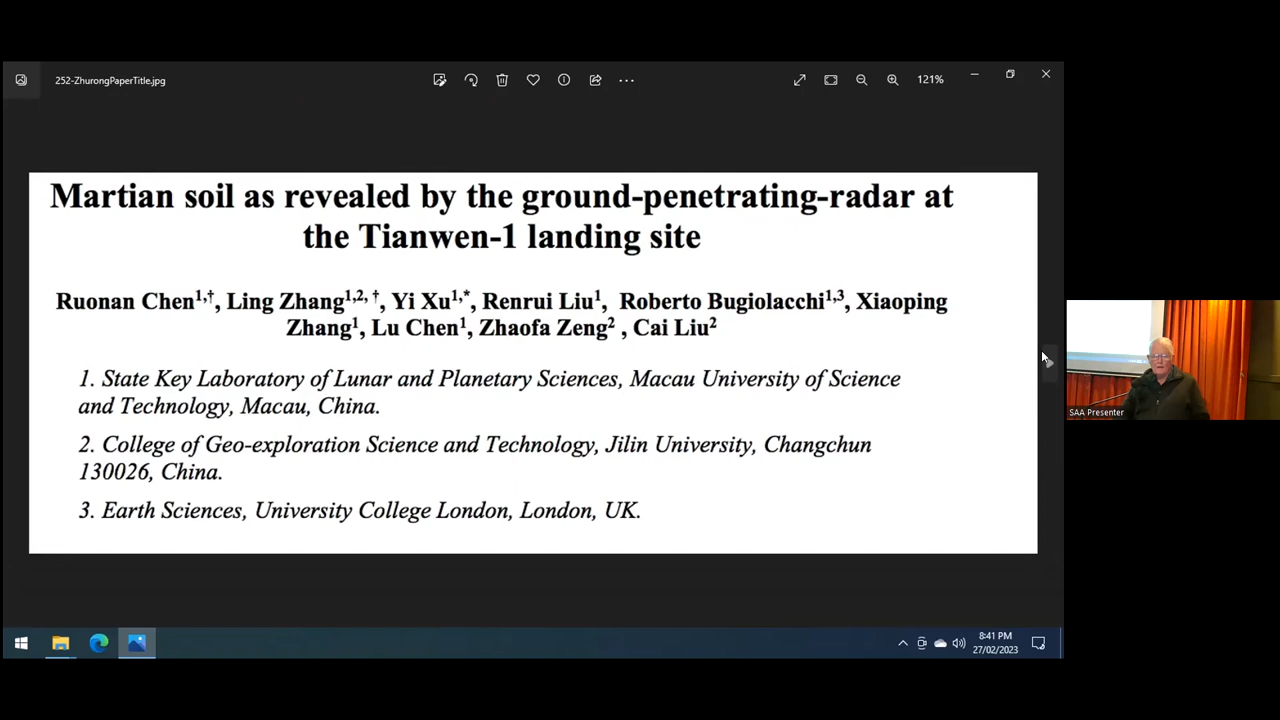 252-ZhurongPaperTitle.jpg
121%
Martian soil as revealed by the ground-penetrating-radar at
the Tianwen-1 landing site
Ruonan Chen1,†, Ling Zhang1,2, †, Yi Xu1,*, Renrui Liu1, Roberto Bugiolacchi1,3, Xiaoping
Zhang1, Lu Chen1, Zhaofa Zeng2 , Cai Liu2
1. State Key Laboratory of Lunar and Planetary Sciences, Macau University of Science
and Technology, Macau, China.
2. College of Geo-exploration Science and Technology, Jilin University, Changchun
130026, China.
3. Earth Sciences, University College London, London, UK.
SAA Presenter
8:41 PM
27/02/2023